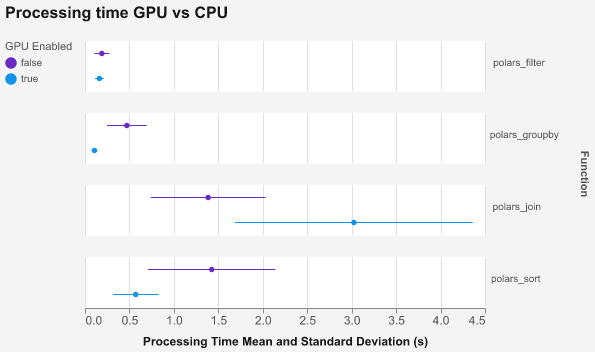 Processing time GPU vs CPU
GPU Enabled
false
true
polars_filter
polars_groupby
polars_join
polars_sort
Function
0.0 0.5 1.0 1.5 2.0 2.5 3.0 3.5 4.0 4.5
Processing Time Mean and Standard Deviation (s)